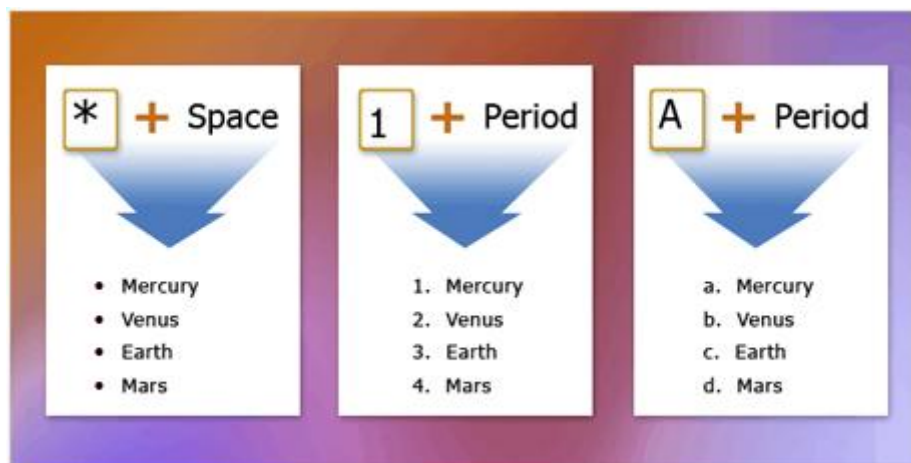 * + Space
• Mercury
• Venus
• Earth
• Mars
1 + Period
1. Mercury
2. Venus
3. Earth
4. Mars
A + Period
a. Mercury
b. Venus
c. Earth
d. Mars